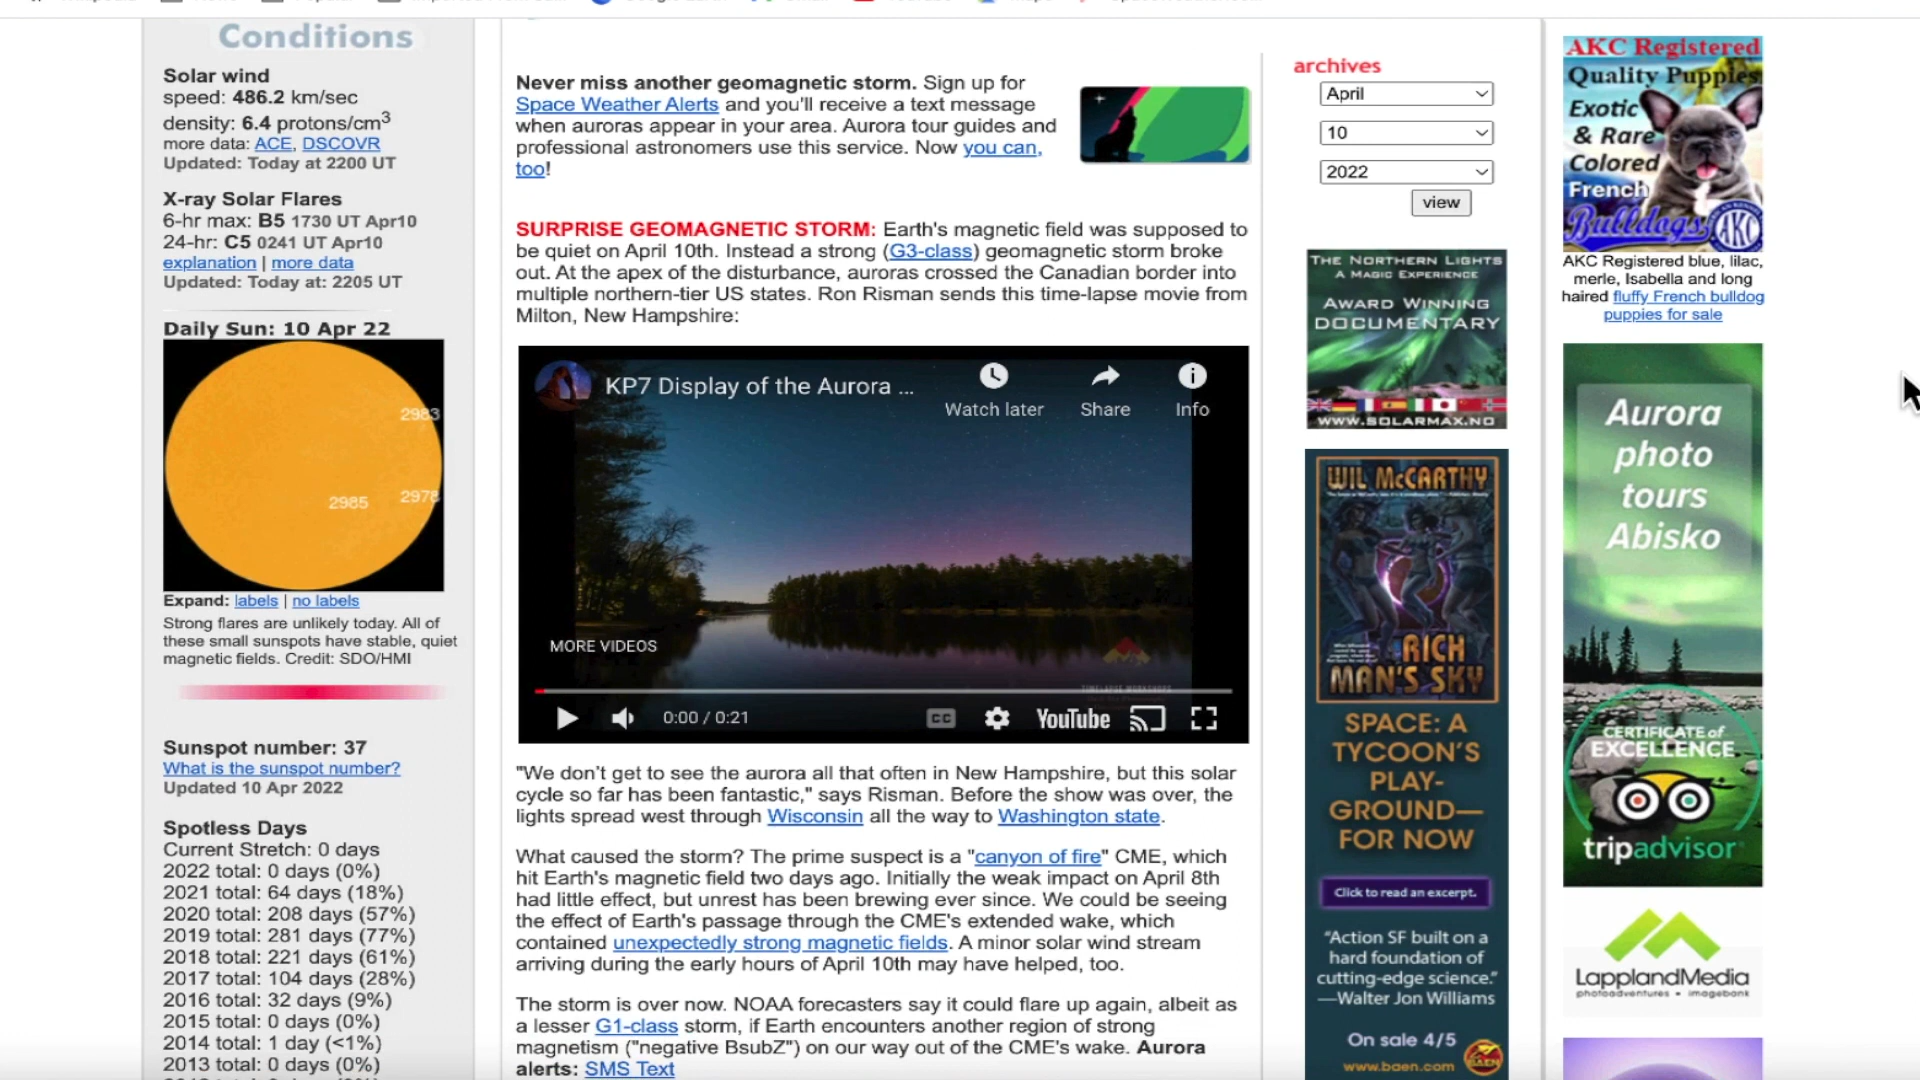 Conditions
Solar wind
speed: 486.2 km/sec
density: 6.4 protons/cm3
more data: ACE, DSCOVR
Updated: Today at 2200 UT
X-ray Solar Flares
6-hr max: B5 1730 UT Apr10
24-hr: C5 0241 UT Apr10
explanation | more data
Updated: Today at: 2205 UT
Daily Sun: 10 Apr 22
2983
2985
2978
Expand: labels | no labels
Strong flares are unlikely today. All of
these small sunspots have stable, quiet
magnetic fields. Credit: SDO/HMI
Sunspot number: 37
What is the sunspot number?
Updated 10 Apr 2022
Spotless Days
Current Stretch: 0 days
2022 total: 0 days (0%)
2021 total: 64 days (18%)
2020 total: 208 days (57%)
2019 total: 281 days (77%)
2018 total: 221 days (61%)
2017 total: 104 days (28%)
2016 total: 32 days (9%)
2015 total: 0 days (0%)
2014 total: 1 day (<1%)
2013 total: 0 days (0%)
Never miss another geomagnetic storm. Sign up for
Space Weather Alerts and you'll receive a text message
when auroras appear in your area. Aurora tour guides and
professional astronomers use this service. Now you can,
too!
SURPRISE GEOMAGNETIC STORM: Earth's magnetic field was supposed to
be quiet on April 10th. Instead a strong (G3-class) geomagnetic storm broke
out. At the apex of the disturbance, auroras crossed the Canadian border into
multiple northern-tier US states. Ron Risman sends this time-lapse movie from
Milton, New Hampshire:
KP7 Display of the Aurora ...
Watch later
Share
Info
MORE VIDEOS
0:00 / 0:21
CC
YouTube
"We don't get to see the aurora all that often in New Hampshire, but this solar
cycle so far has been fantastic," says Risman. Before the show was over, the
lights spread west through Wisconsin all the way to Washington state.
What caused the storm? The prime suspect is a "canyon of fire" CME, which
hit Earth's magnetic field two days ago. Initially the weak impact on April 8th
had little effect, but unrest has been brewing ever since. We could be seeing
the effect of Earth's passage through the CME's extended wake, which
contained unexpectedly strong magnetic fields. A minor solar wind stream
arriving during the early hours of April 10th may have helped, too.
The storm is over now. NOAA forecasters say it could flare up again, albeit as
a lesser G1-class storm, if Earth encounters another region of strong
magnetism ("negative BsubZ") on our way out of the CME's wake. Aurora
alerts: SMS Text
archives
April
10
2022
view
THE NORTHERN LIGHTS
A MAGIC EXPERIENCE
AWARD WINNING
DOCUMENTARY
WWW.SOLARMAX.NO
WIL MCCARTHY
RICH
MAN'S SKY
SPACE: A
TYCOON'S
PLAY-
GROUND—
FOR NOW
Click to read an excerpt.
"Action SF built on a
hard foundation of
cutting-edge science."
—Walter Jon Williams
On sale 4/5
BAEN
www.baen.com
AKC Registered
Quality Puppies
Exotic
& Rare
Colored
French
Bulldogs
AKC
AKC Registered blue, lilac,
merle, Isabella and long
haired fluffy French bulldog
puppies for sale
Aurora
photo
tours
Abisko
CERTIFICATE of
EXCELLENCE
tripadvisor
LapplandMedia
photoadventures • imagebank